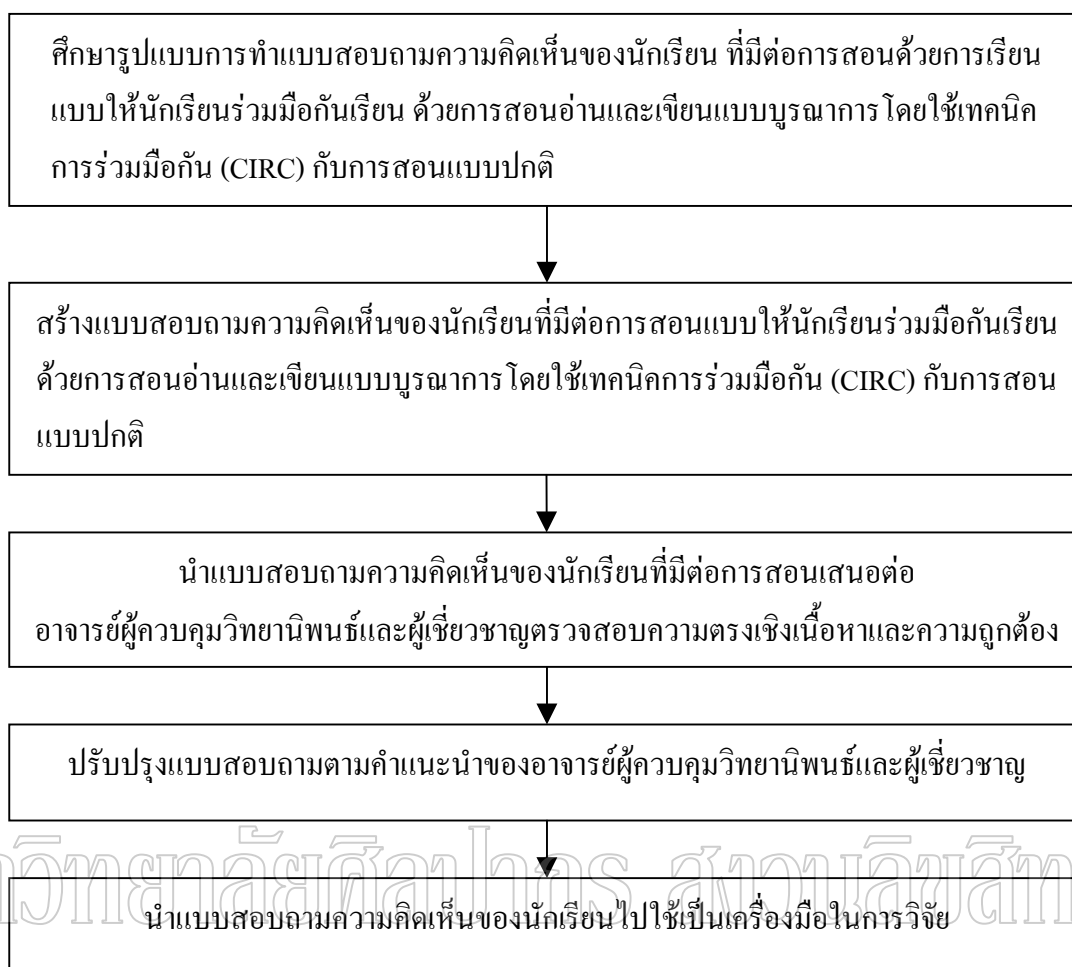 ศึกษารูปแบบการทำแบบสอบถามความคิดเห็นของนักเรียน ที่มีต่อการสอนด้วยการเรียน
แบบให้นักเรียนร่วมมือกันเรียน ด้วยการสอนอ่านและเขียนแบบบูรณาการโดยใช้เทคนิค
การร่วมมือกัน (CIRC) กับการสอนแบบปกติ
สร้างแบบสอบถามความคิดเห็นของนักเรียนที่มีต่อการสอนแบบให้นักเรียนร่วมมือกันเรียน
ด้วยการสอนอ่านและเขียนแบบบูรณาการโดยใช้เทคนิคการร่วมมือกัน (CIRC) กับการสอน
แบบปกติ
นำแบบสอบถามความคิดเห็นของนักเรียนที่มีต่อการสอนเสนอต่อ
อาจารย์ผู้ควบคุมวิทยานิพนธ์และผู้เชี่ยวชาญตรวจสอบความตรงเชิงเนื้อหาและความถูกต้อง
ปรับปรุงแบบสอบถามตามคำแนะนำของอาจารย์ผู้ควบคุมวิทยานิพนธ์และผู้เชี่ยวชาญ
าวิทยาลัยศิลปากร สงวนลิขสิท
นำแบบสอบถามความคิดเห็นของนักเรียนไปใช้เป็นเครื่องมือในการวิจัย